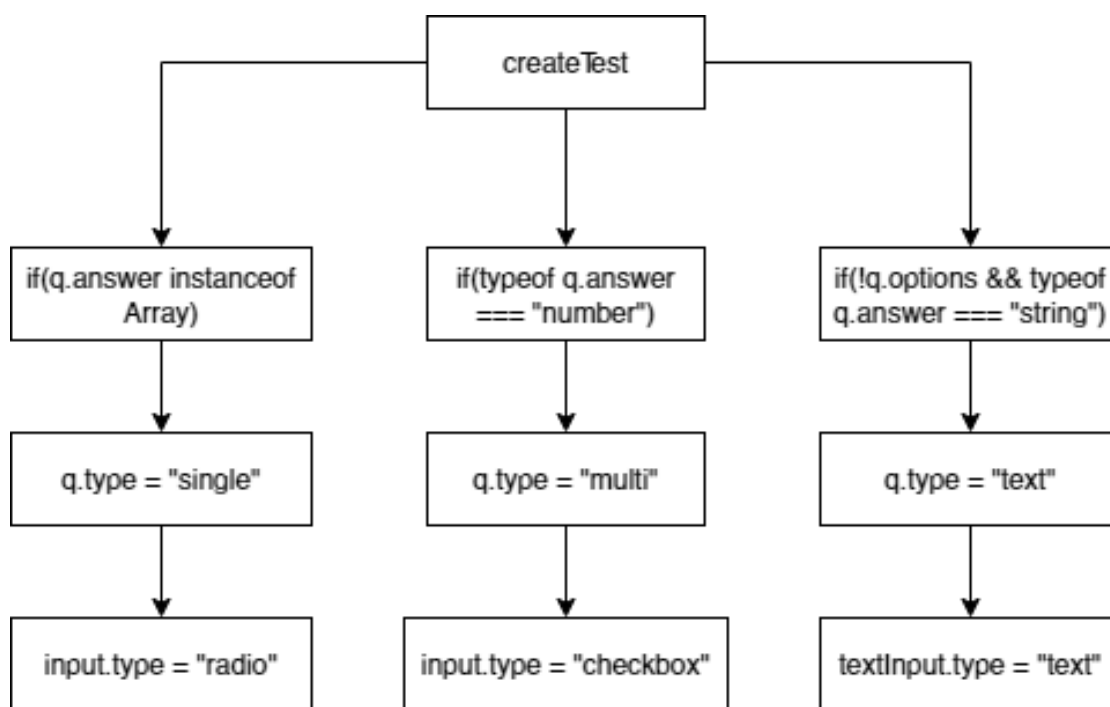 createTest
if(q.answer instanceof
Array)
if(typeof q.answer
=== "number")
if(!q.options && typeof
q.answer === "string")
q.type = "single"
q.type = "multi"
q.type = "text"
input.type = "radio"
input.type = "checkbox"
textInput.type = "text"